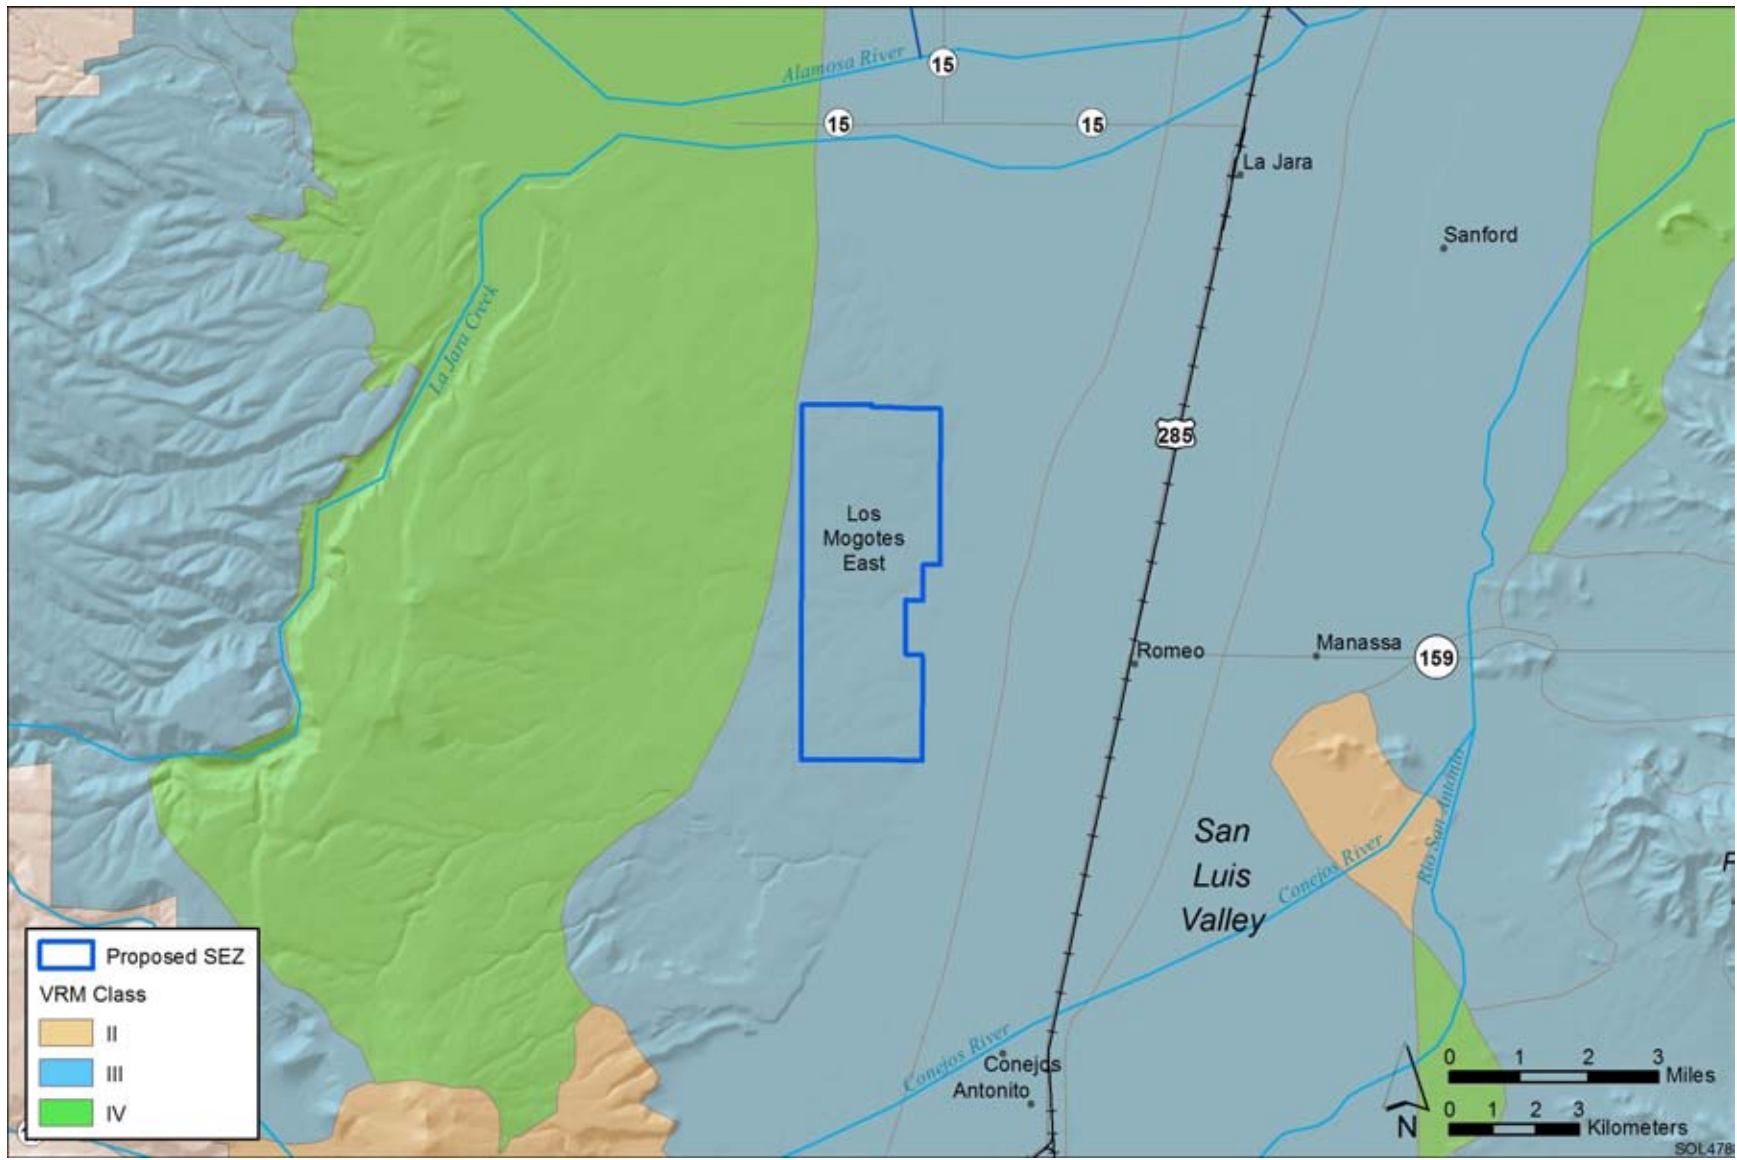 Alamosa River
15
15
15
La Jara
Sanford
La Jara Creek
285
Los
Mogotes
East
Romeo
Manassa
159
San
Luis
Valley
Conejos River
Rio San Antonio
Conejos River
Conejos
Antonito
Proposed SEZ
VRM Class
II
III
IV
0 1 2 3
Miles
0 1 2 3
Kilometers
N